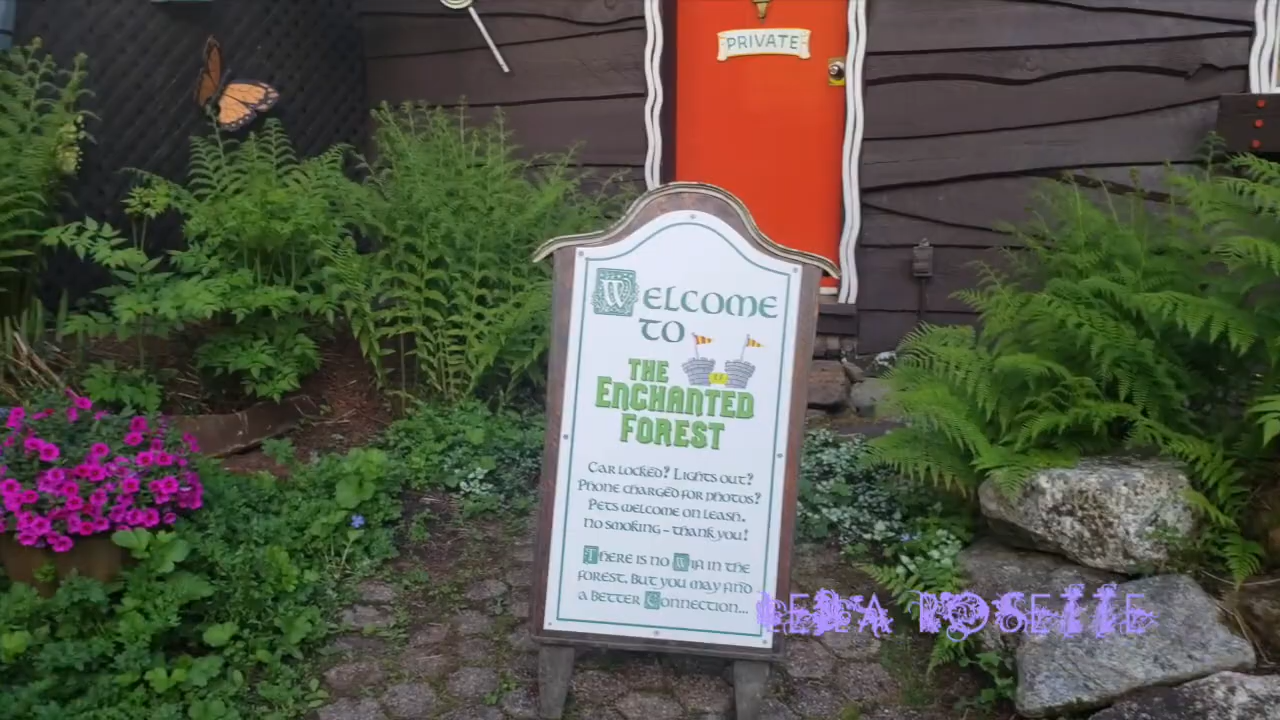 PRIVATE
WELCOME
TO
THE
ENCHANTED
FOREST
CAR LOCKED? LIGHTS OUT?
PHONE CHARGED FOR PHOTOS?
PETS WELCOME ON LEASH.
NO SMOKING – THANK YOU!
THERE IS NO WIFI IN THE
FOREST, BUT YOU MAY FIND
A BETTER CONNECTION...
ROSETTE